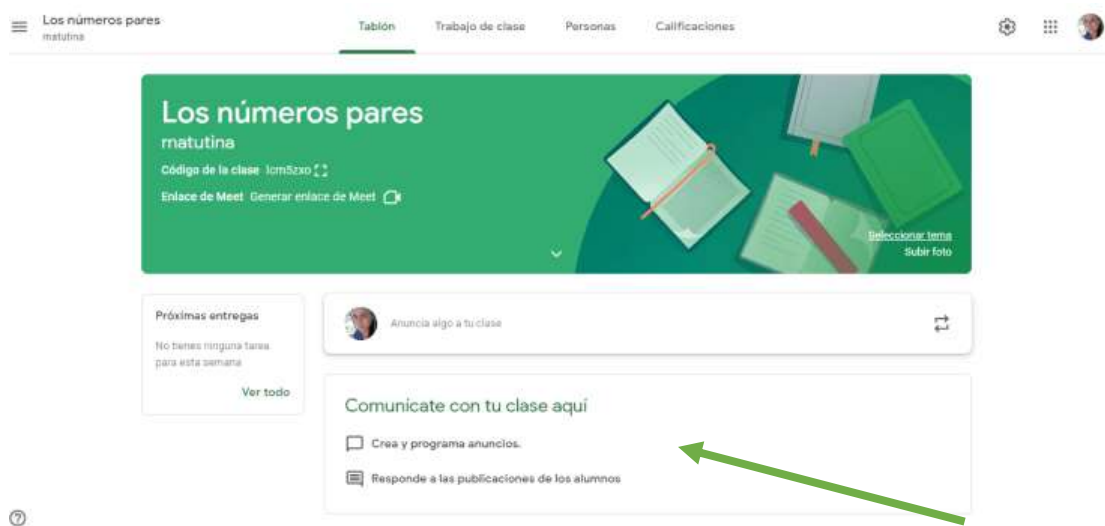 Los números pares
matutina
Tablón
Trabajo de clase
Personas
Calificaciones
Los números pares
matutina
Código de la clase
Enlace de Meet Generar enlace de Meet
Seleccionar tema
Subir foto
Próximas entregas
No tienes ninguna tarea
para esta semana
Ver todo
Anuncia algo a tu clase
Comunícate con tu clase aquí
Crea y programa anuncios.
Responde a las publicaciones de los alumnos